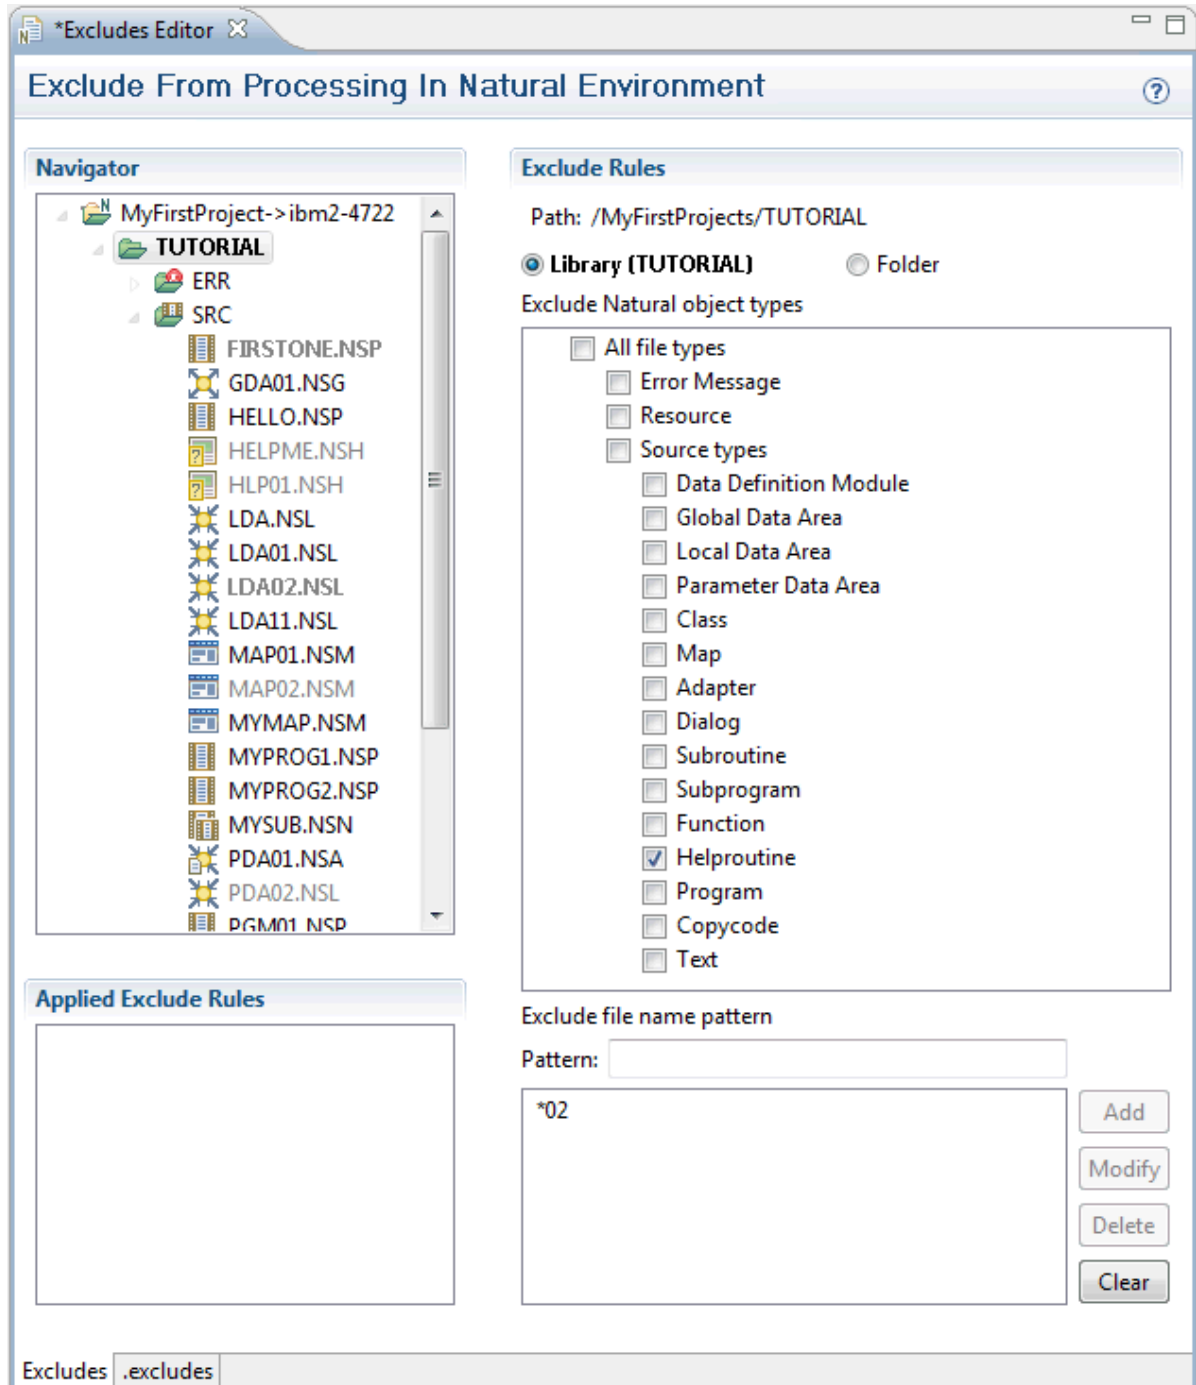 *Excludes Editor
Exclude From Processing In Natural Environment
Navigator
MyFirstProject->ibm2-4722
TUTORIAL
ERR
SRC
FIRSTONE.NSP
GDA01.NSG
HELLO.NSP
HELPME.NSH
HLP01.NSH
LDA.NSL
LDA01.NSL
LDA02.NSL
LDA11.NSL
MAP01.NSM
MAP02.NSM
MYMAP.NSM
MYPROG1.NSP
MYPROG2.NSP
MYSUB.NSN
PDA01.NSA
PDA02.NSL
PGM01.NSP
Applied Exclude Rules
Exclude Rules
Path: /MyFirstProjects/TUTORIAL
Library (TUTORIAL) Folder
Exclude Natural object types
All file types
Error Message
Resource
Source types
Data Definition Module
Global Data Area
Local Data Area
Parameter Data Area
Class
Map
Adapter
Dialog
Subroutine
Subprogram
Function
Helproutine
Program
Copycode
Text
Exclude file name pattern
Pattern:
*02
Add
Modify
Delete
Clear
Excludes .excludes